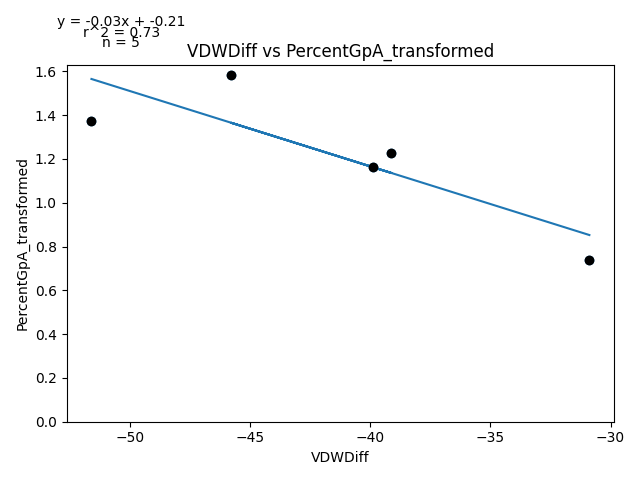 y = -0.03x + -0.21
r^2 = 0.73
n = 5
VDWDiff vs PercentGpA_transformed
1.6
1.4
1.2
1.0
0.8
0.6
0.4
0.2
0.0
PercentGpA_transformed
−50
−45
−40
−35
−30
VDWDiff